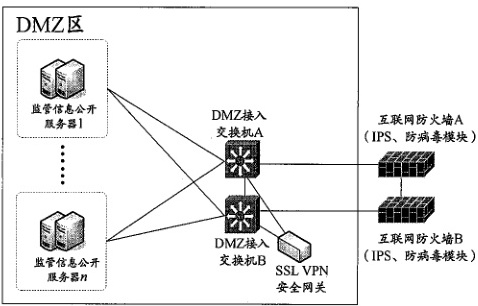 DMZ区
监管信息公开
服务器1
监管信息公开
服务器n
DMZ接入
交换机A
DMZ接入
交换机B
SSL VPN
安全网关
互联网防火墙A
(IPS、防病毒模块)
互联网防火墙B
(IPS、防病毒模块)